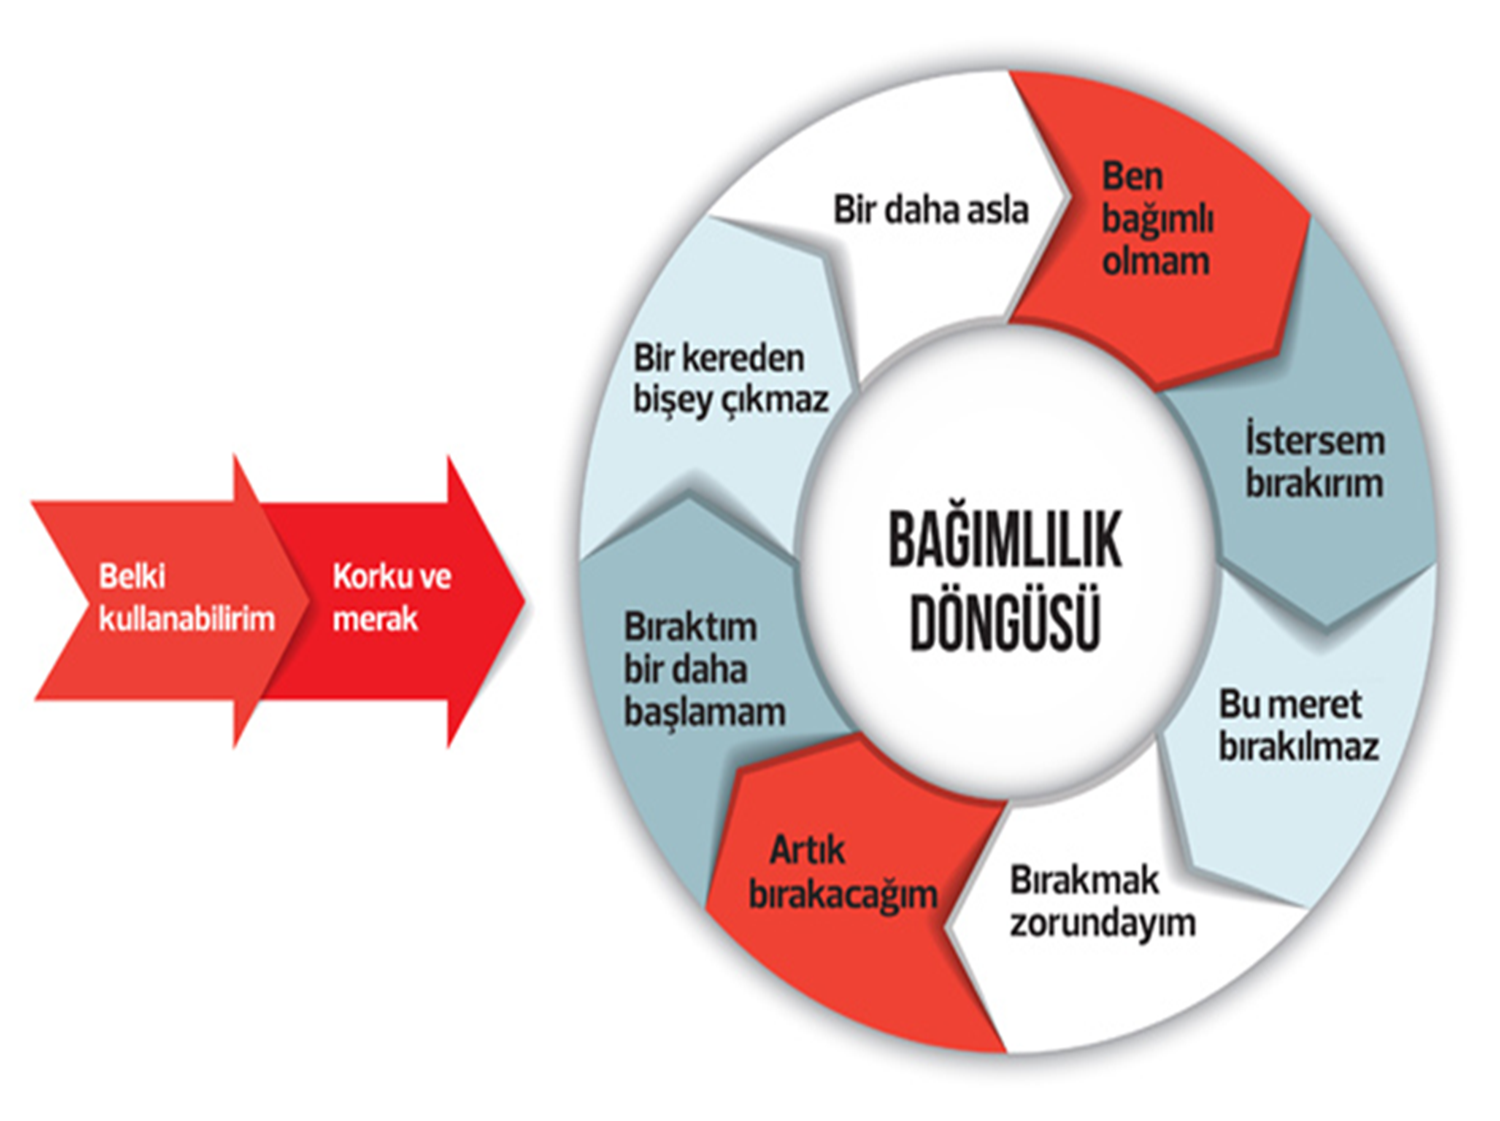 Belki
kullanabilirim
Korku ve
merak
Bir kereden
bişey çıkmaz
Bir daha asla
Ben
bağımlı
olmam
İstersem
bırakırım
Bu meret
bırakılmaz
Bırakmak
zorundayım
Artık
bırakacağım
Bıraktım
bir daha
başlamam
BAĞIMLILIK
DÖNGÜSÜ